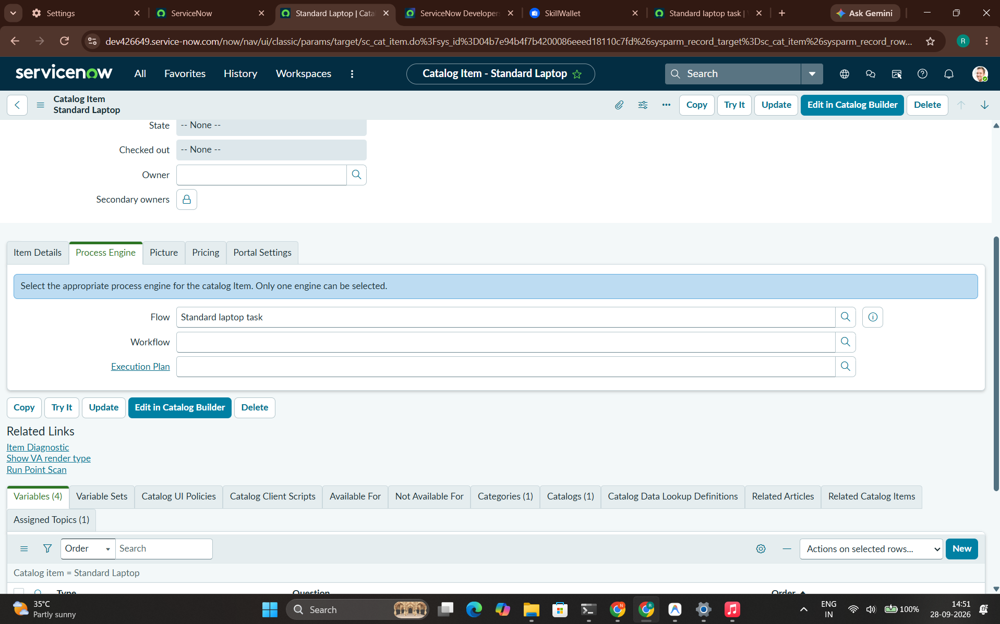 Settings
ServiceNow
Standard Laptop | Cata
ServiceNow Developer
SkillWallet
Standard laptop task |
Ask Gemini
dev426649.service-now.com/now/nav/ui/classic/params/target/sc_cat_item.do%3Fsys_id%3D04b7e94b4f7b4200086eeed18110c7fd%26sysparm_record_target%3Dsc_cat_item%26sysparm_record_row...
R
servicenow
All
Favorites
History
Workspaces
Catalog Item - Standard Laptop
Search
Catalog Item
Standard Laptop
Copy
Try It
Update
Edit in Catalog Builder
Delete
State
-- None --
Checked out
-- None --
Owner
Secondary owners
Item Details
Process Engine
Picture
Pricing
Portal Settings
Select the appropriate process engine for the catalog Item. Only one engine can be selected.
Flow
Standard laptop task
Workflow
Execution Plan
Copy
Try It
Update
Edit in Catalog Builder
Delete
Related Links
Item Diagnostic
Show VA render type
Run Point Scan
Variables (4)
Variable Sets
Catalog UI Policies
Catalog Client Scripts
Available For
Not Available For
Categories (1)
Catalogs (1)
Catalog Data Lookup Definitions
Related Articles
Related Catalog Items
Assigned Topics (1)
Order
Search
Actions on selected rows...
New
Catalog item = Standard Laptop
Type
Question
Order
35°C
Partly sunny
Search
ENG
IN
100%
14:51
28-09-2026